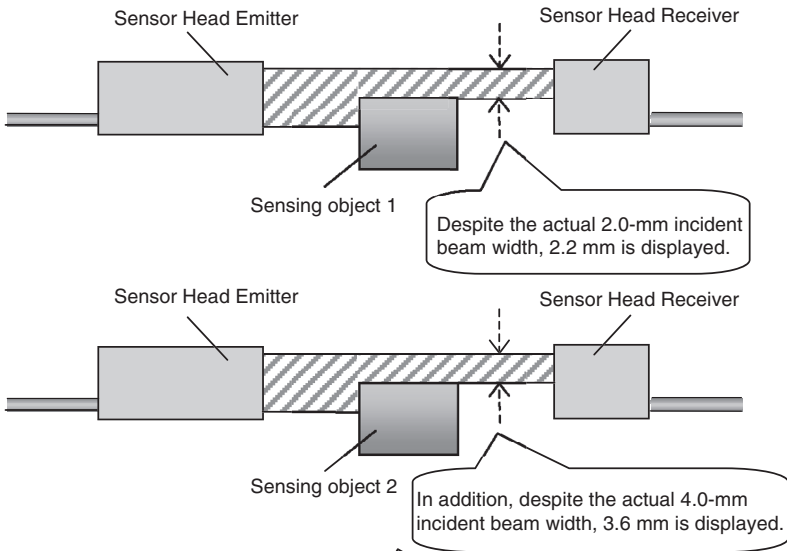 Sensor Head Emitter
Sensor Head Receiver
Sensing object 1
Despite the actual 2.0-mm incident
beam width, 2.2 mm is displayed.
Sensor Head Emitter
Sensor Head Receiver
Sensing object 2
In addition, despite the actual 4.0-mm
incident beam width, 3.6 mm is displayed.